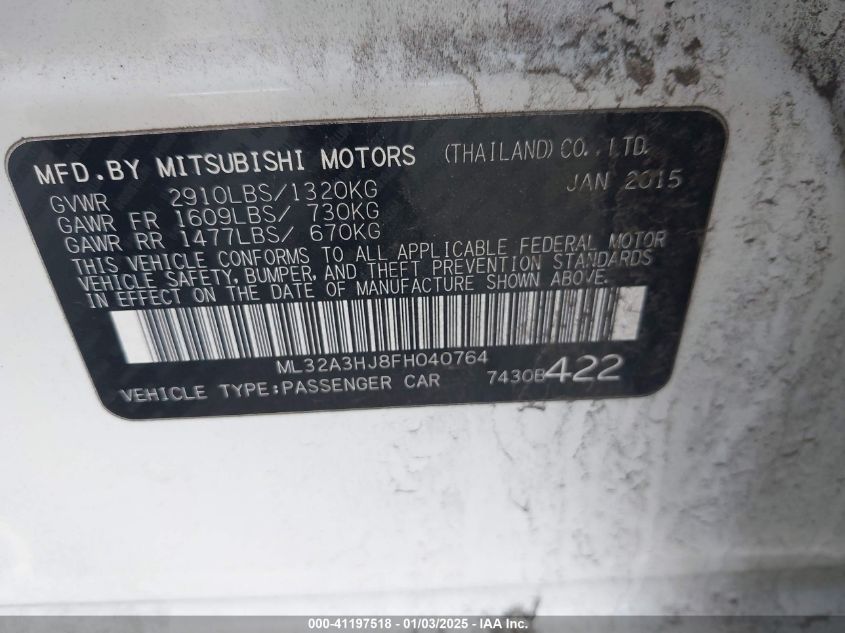 MFD.BY MITSUBISHI MOTORS (THAILAND) CO.,LTD.
GVWR 2910LBS/1320KG JAN 2015
GAWR FR 1609LBS/ 730KG
GAWR RR 1477LBS/ 670KG
THIS VEHICLE CONFORMS TO ALL APPLICABLE FEDERAL MOTOR
VEHICLE SAFETY, BUMPER, AND THEFT PREVENTION STANDARDS
IN EFFECT ON THE DATE OF MANUFACTURE SHOWN ABOVE.
ML32A3HJ8FH040764
VEHICLE TYPE:PASSENGER CAR 7430B422
000-41197518 - 01/03/2025 - IAA Inc.